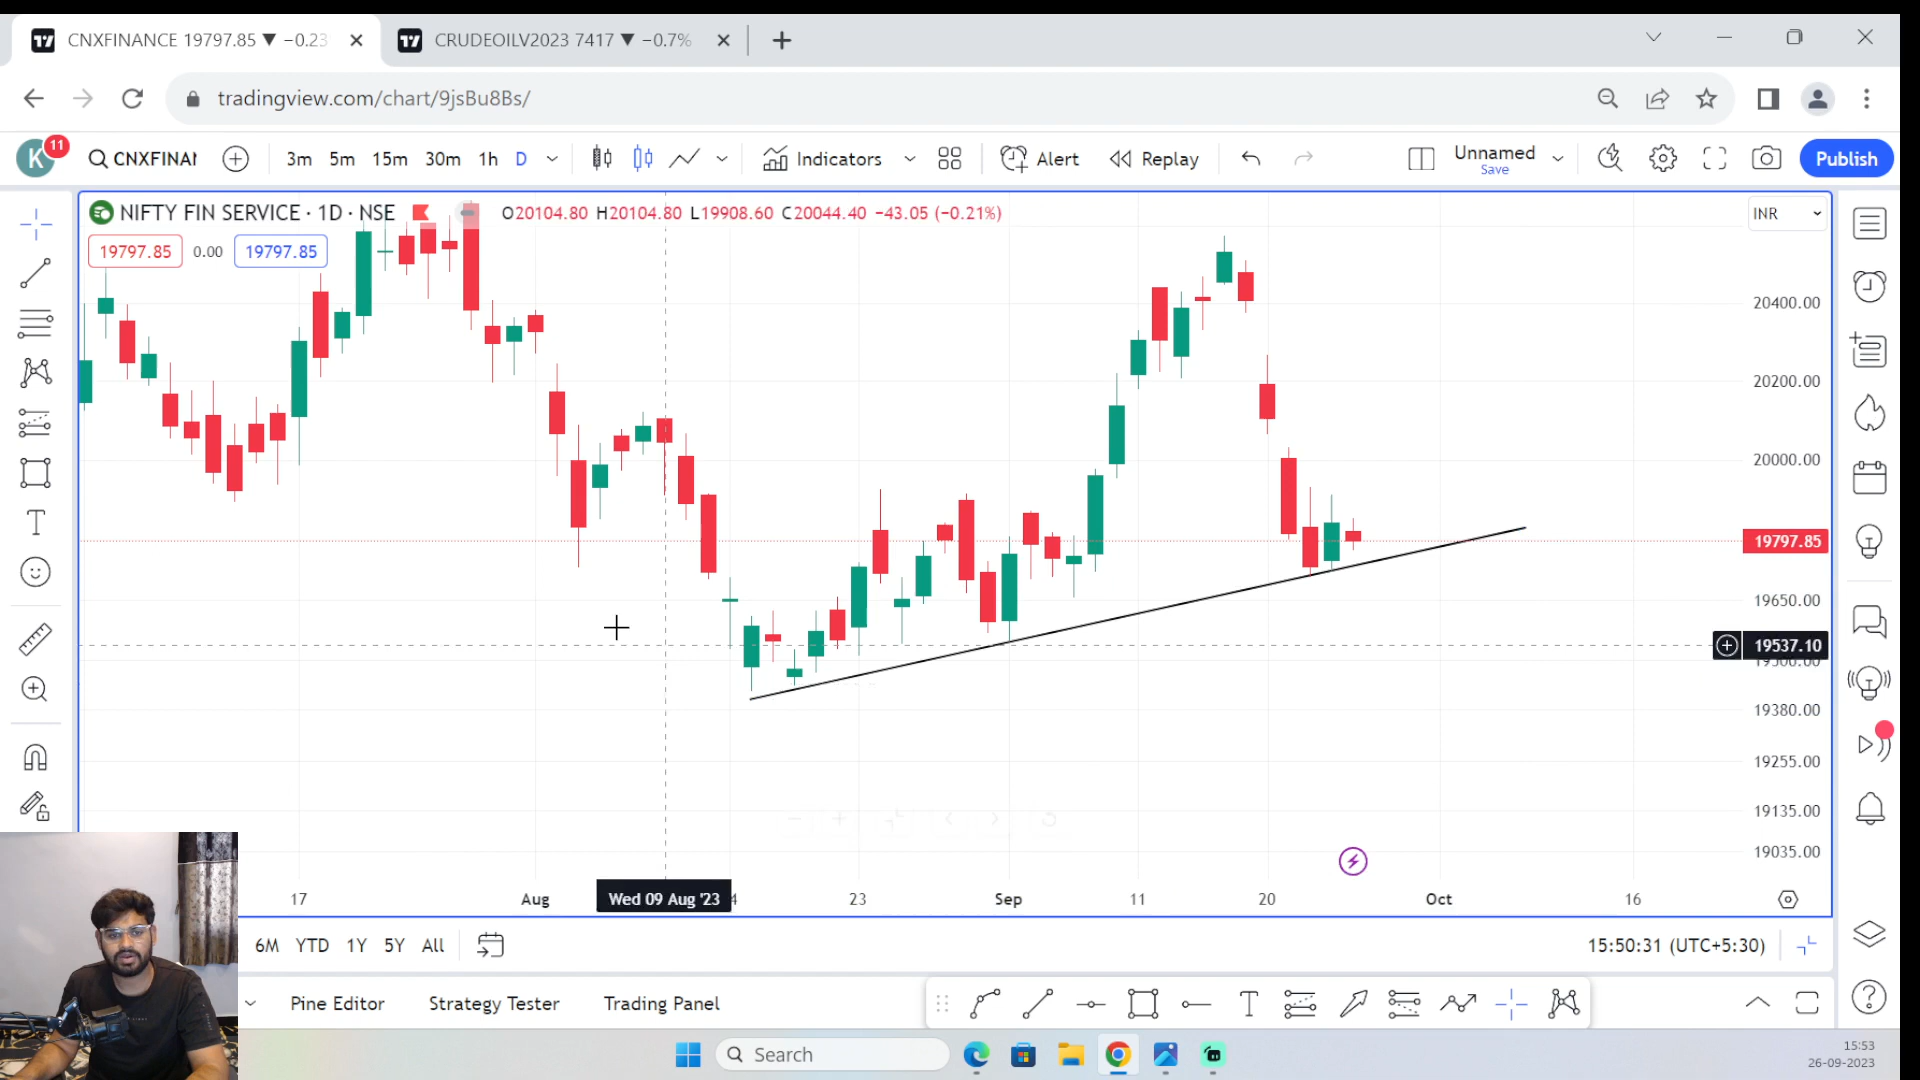 CNXFINANCE 19797.85 ▼ −0.23
CRUDEOILV2023 7417 ▼ −0.7%
tradingview.com/chart/9jsBu8Bs/
K
11
CNXFINAI
3m 5m 15m 30m 1h D
Indicators
Alert
Replay
Unnamed
Save
Publish
NIFTY FIN SERVICE · 1D · NSE
O20104.80 H20104.80 L19908.60 C20044.40 −43.05 (−0.21%)
INR
19797.85 0.00 19797.85
20400.00
20200.00
20000.00
19797.85
19650.00
19537.10
19500.00
19380.00
19255.00
19135.00
19035.00
17 Aug Wed 09 Aug '23 4 23 Sep 11 20 Oct 16
6M YTD 1Y 5Y All
15:50:31 (UTC+5:30)
Pine Editor Strategy Tester Trading Panel
Search
15:53
26-09-2023